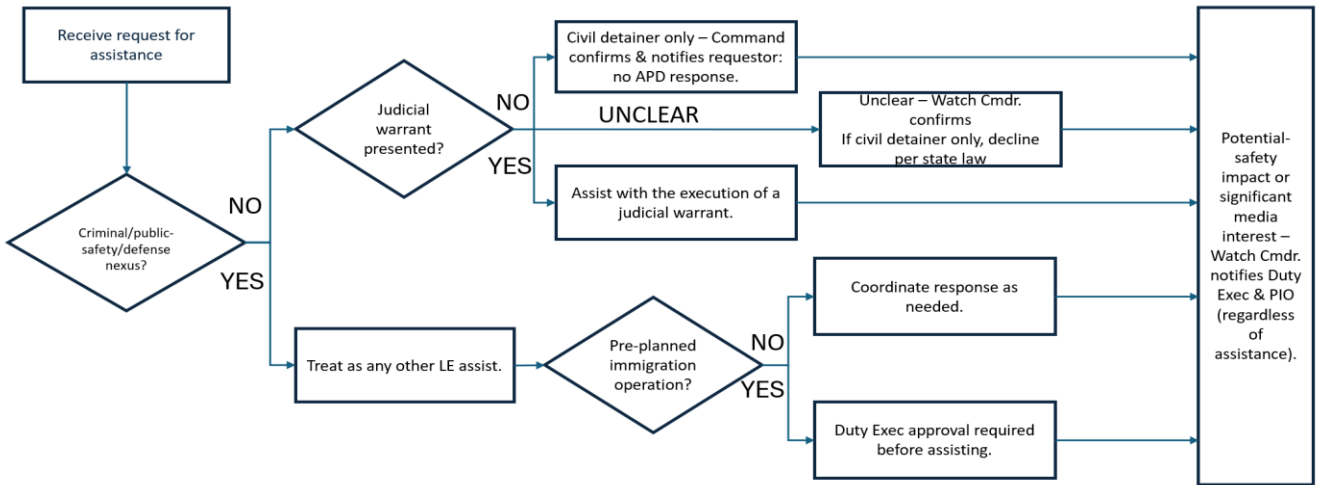 Receive request for
assistance
Criminal/public-
safety/defense
nexus?
NO
YES
Judicial
warrant
presented?
NO
UNCLEAR
YES
Civil detainer only – Command
confirms & notifies requestor:
no APD response.
Unclear – Watch Cmdr.
confirms
If civil detainer only, decline
per state law
Assist with the execution of a
judicial warrant.
Treat as any other LE assist.
Pre-planned
immigration
operation?
NO
YES
Coordinate response as
needed.
Duty Exec approval required
before assisting.
Potential-
safety
impact or
significant
media
interest –
Watch Cmdr.
notifies Duty
Exec & PIO
(regardless
of
assistance).